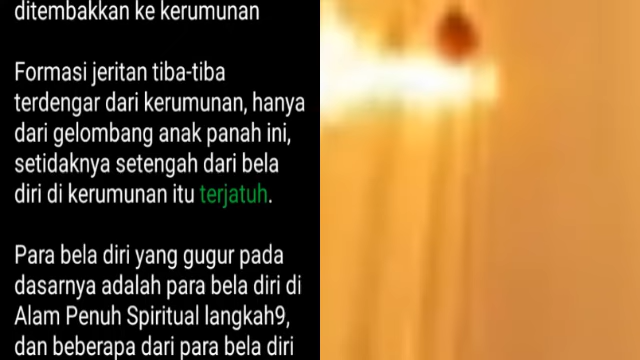 ditembakkan ke kerumunan
Formasi jeritan tiba-tiba
terdengar dari kerumunan, hanya
dari gelombang anak panah ini,
setidaknya setengah dari bela
diri di kerumunan itu terjatuh.
Para bela diri yang gugur pada
dasarnya adalah para bela diri di
Alam Penuh Spiritual langkah9,
dan beberapa dari para bela diri